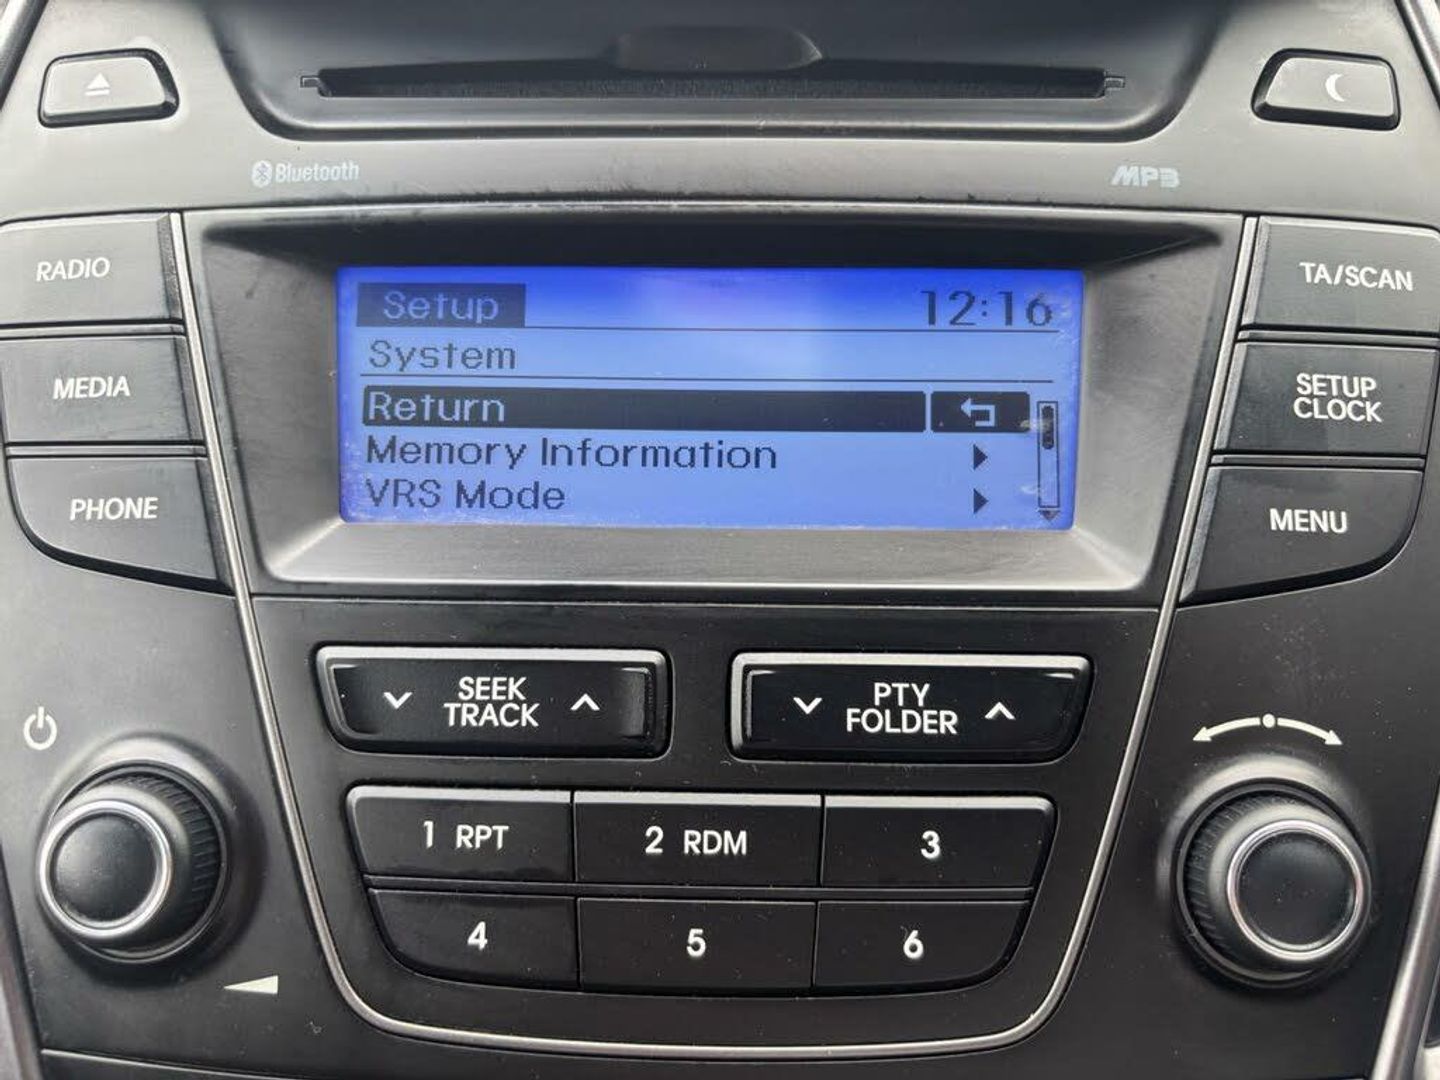 Bluetooth
MP3
RADIO
MEDIA
PHONE
Setup 12:16
System
Return
Memory Information
VRS Mode
TA/SCAN
SETUP
CLOCK
MENU
SEEK
TRACK
PTY
FOLDER
1 RPT
2 RDM
3
4
5
6